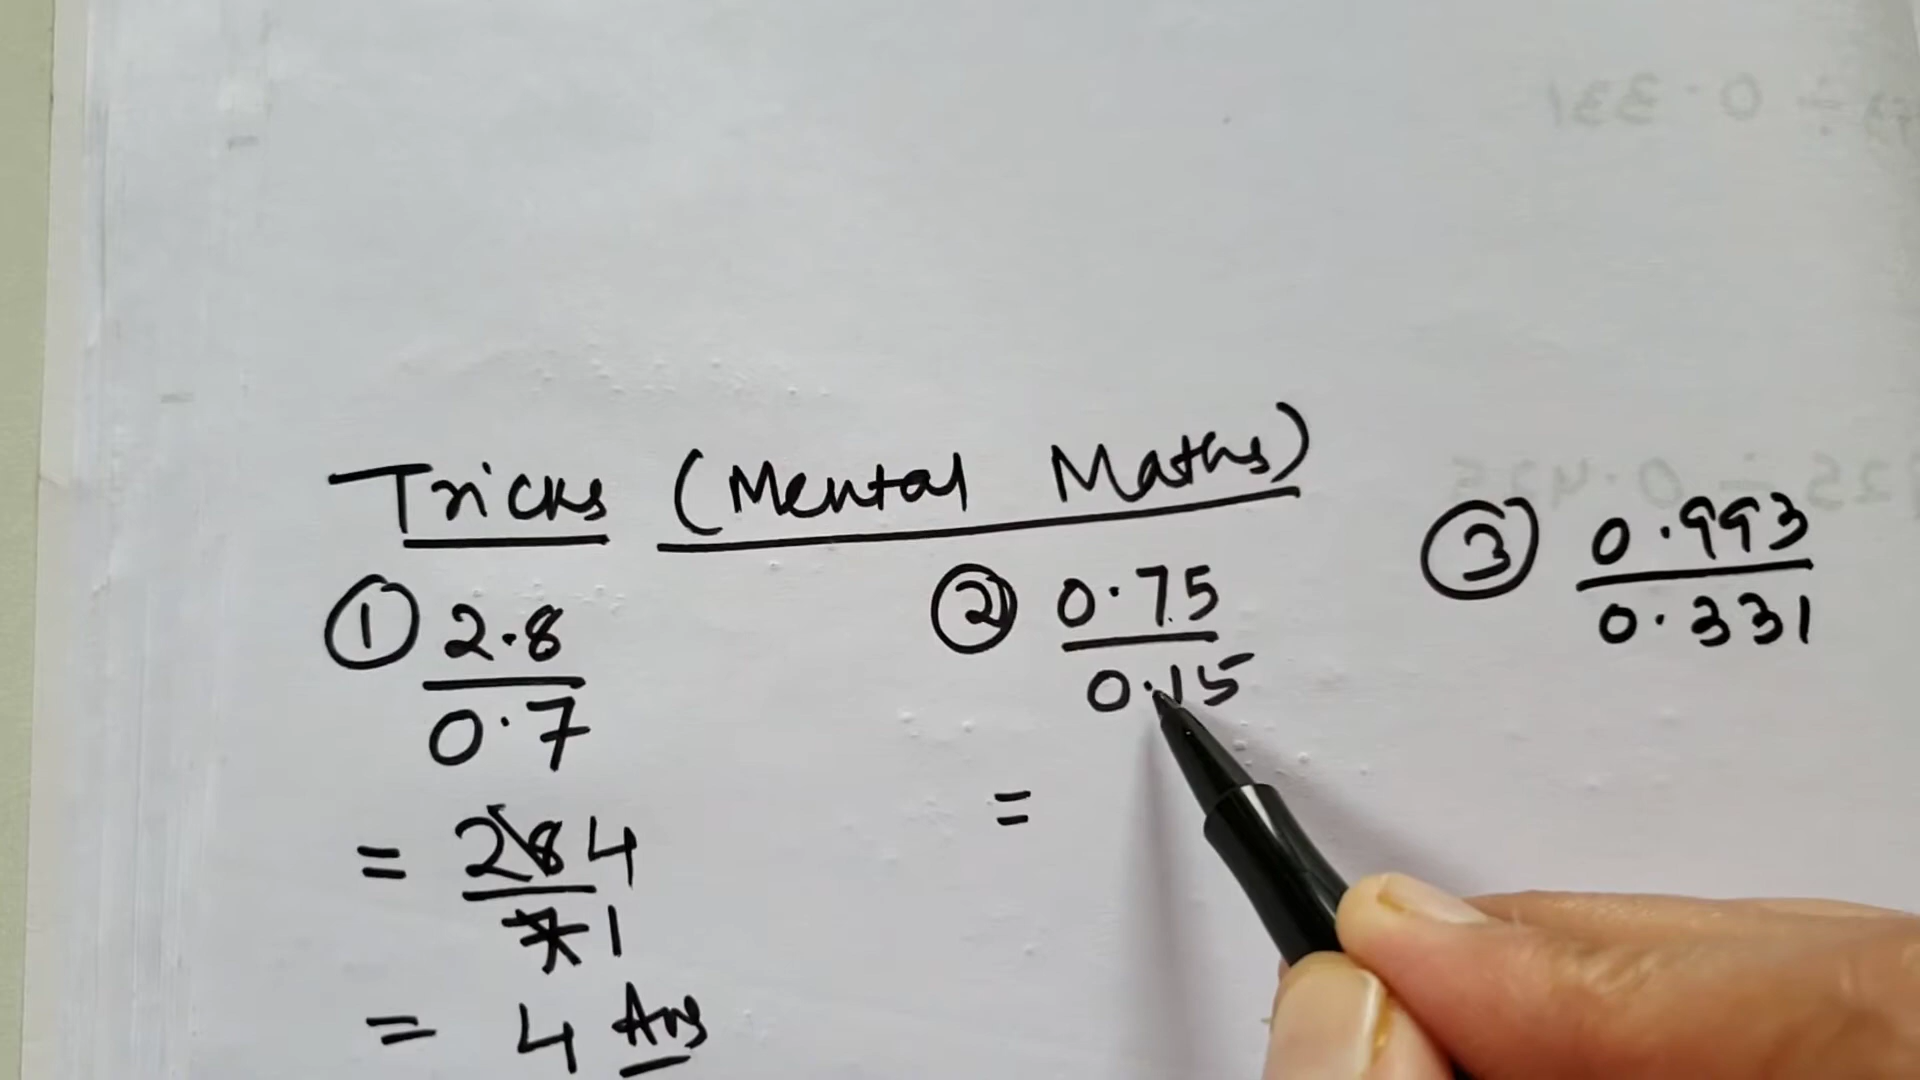 Tricks (Mental Maths)
① 2.8
0.7
= 28 4
7 1
= 4 Ans
② 0.75
0.15
=
③ 0.993
0.331